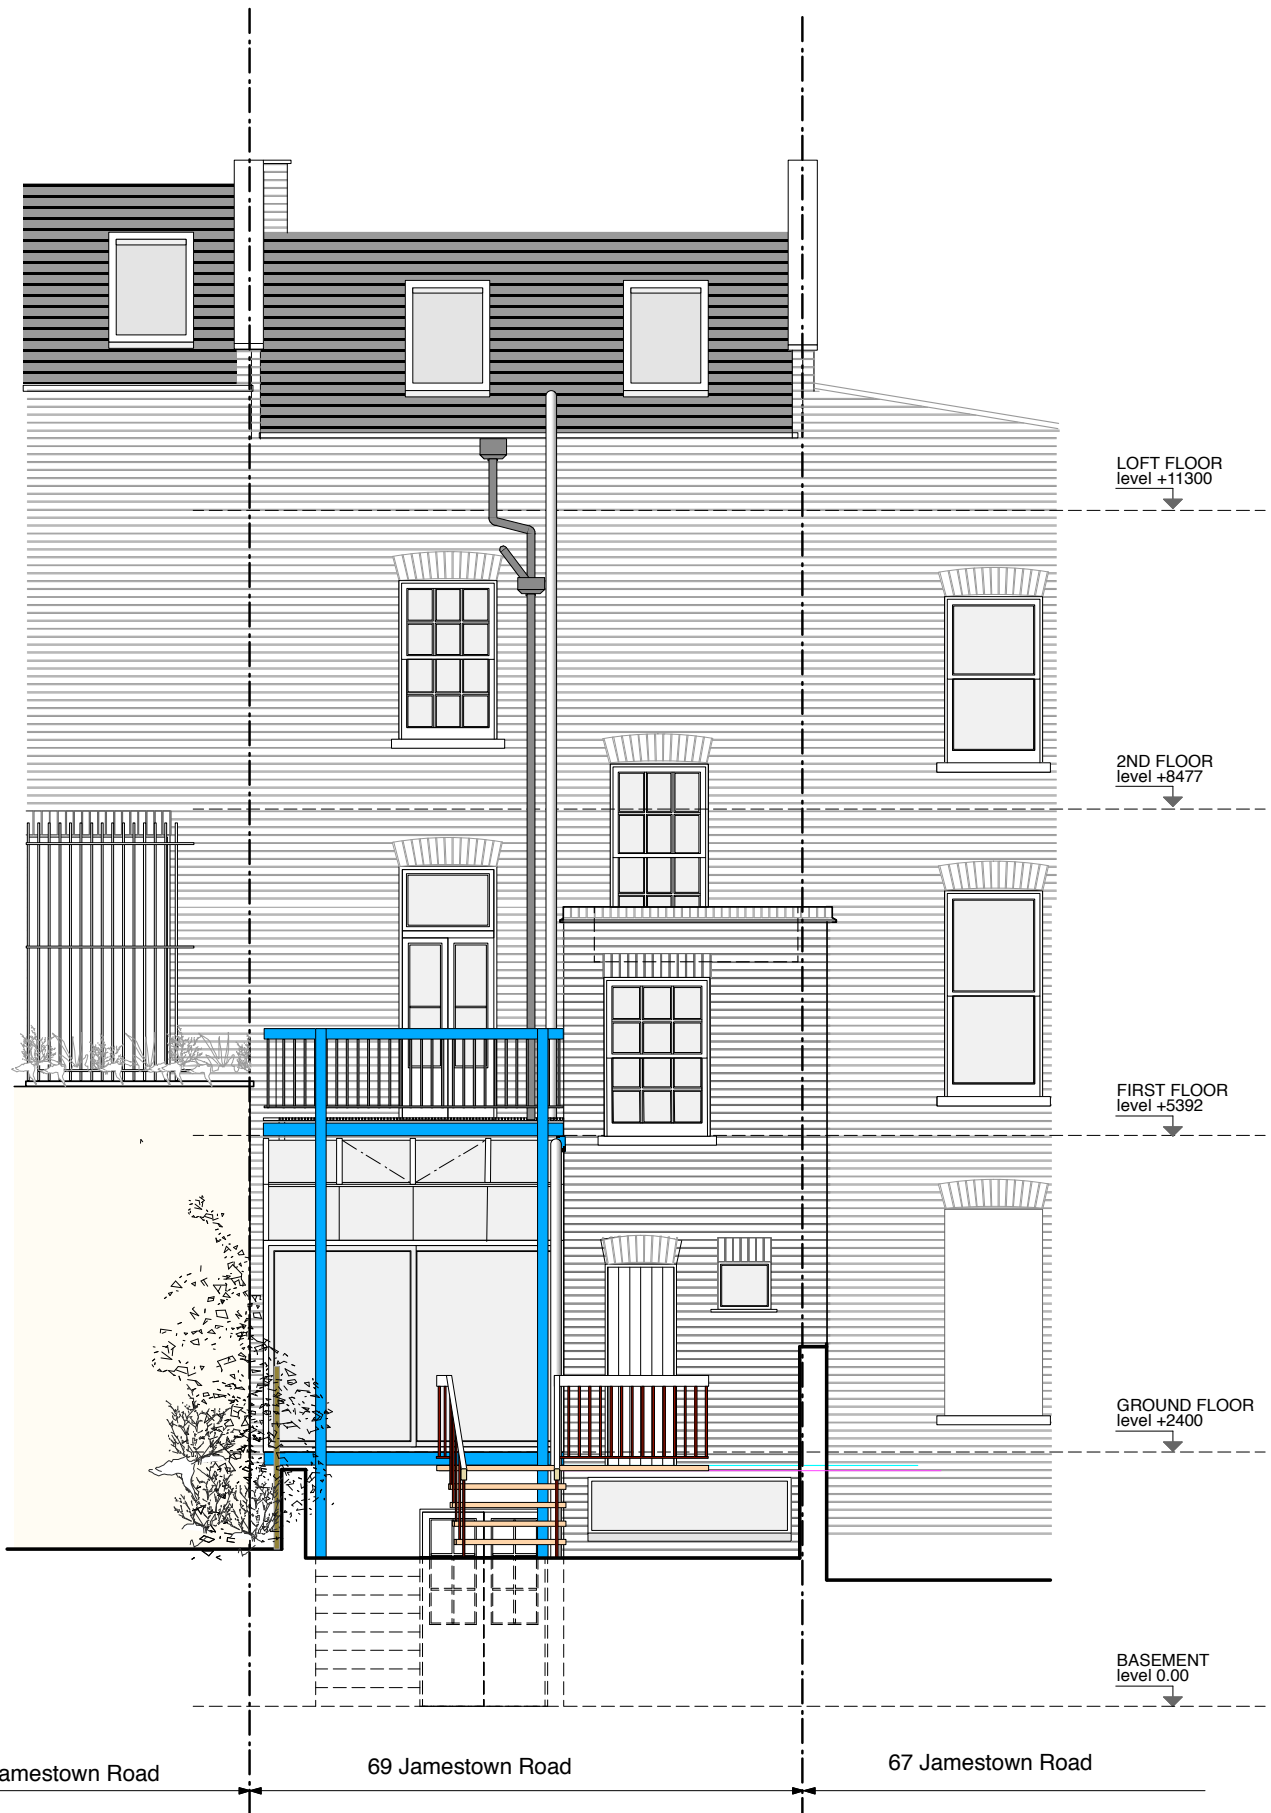 LOFT FLOOR
level +11300
2ND FLOOR
level +8477
FIRST FLOOR
level +5392
GROUND FLOOR
level +2400
BASEMENT
level 0.00
Road
69 Jamestown Road
67 Jamestown Road